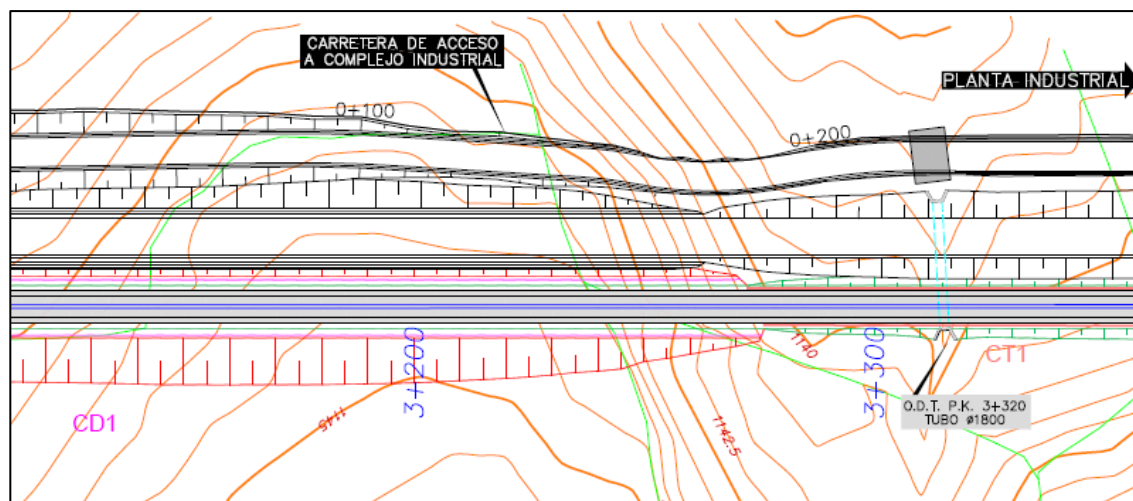 CARRETERA DE ACCESO
A COMPLEJO INDUSTRIAL
PLANTA INDUSTRIAL
0+100
0+200
3+200
3+300
1140
CT1
O.D.T. P.K. 3+320
TUBO ø1800
CD1
1145
1142.5